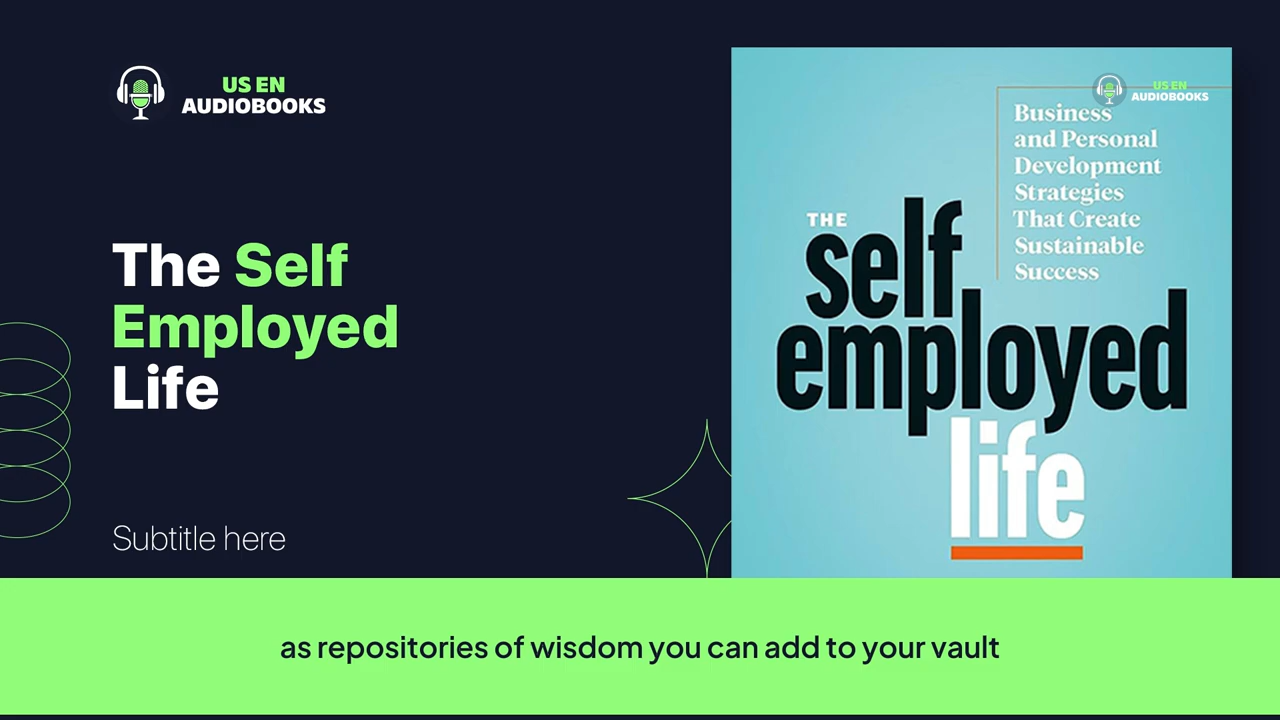 US EN
AUDIOBOOKS
The Self
Employed
Life
Subtitle here
US EN
AUDIOBOOKS
Business
and Personal
Development
Strategies
That Create
Sustainable
Success
THE
self
employed
life
as repositories of wisdom you can add to your vault